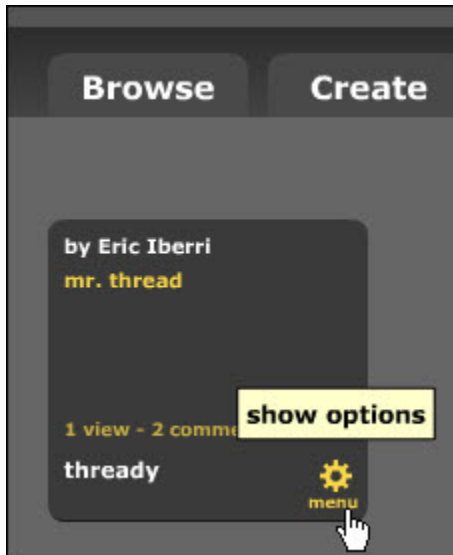 Browse Create
by Eric Iberri
mr. thread
1 view - 2 comme
show options
thready
menu